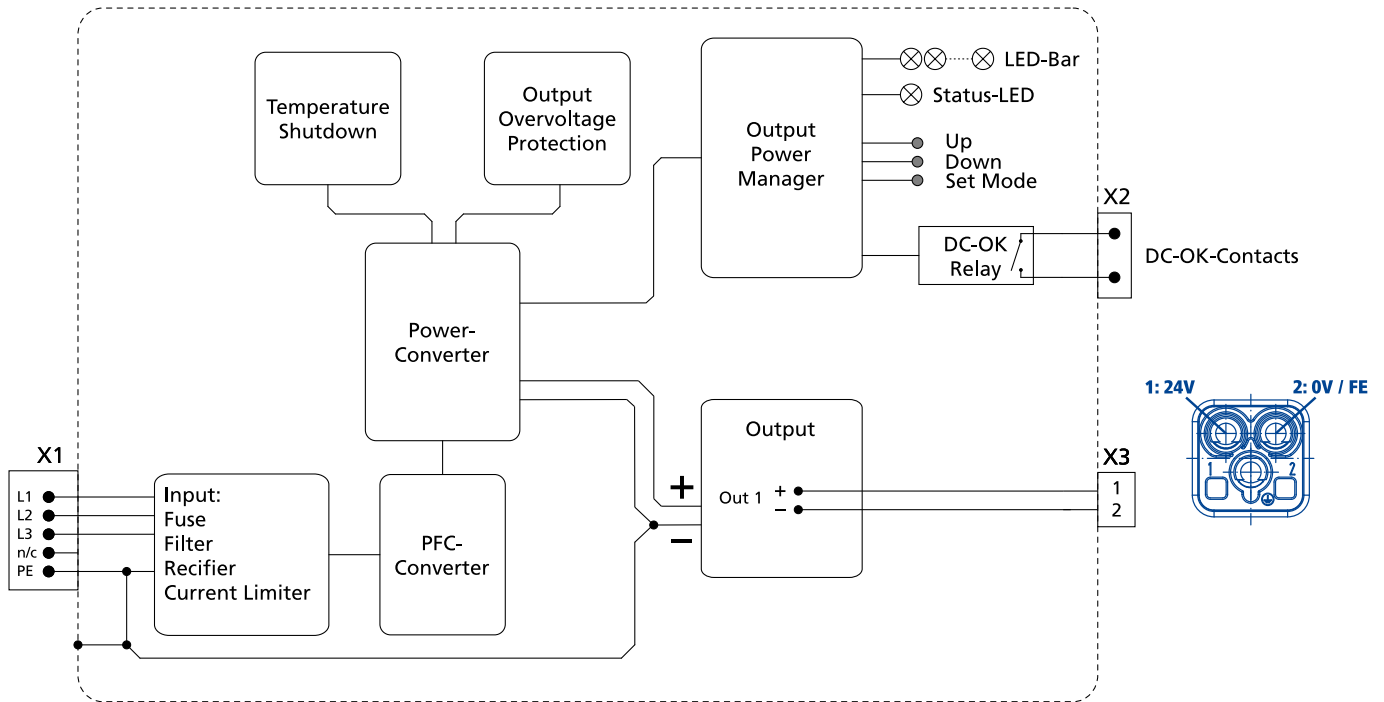 Temperature
Shutdown
Output
Overvoltage
Protection
Output
Power
Manager
LED-Bar
Status-LED
Up
Down
Set Mode
DC-OK
Relay
X2
DC-OK-Contacts
Power-
Converter
X1
L1
L2
L3
n/c
PE
Input:
Fuse
Filter
Recifier
Current Limiter
PFC-
Converter
+
−
Output
Out 1
+
−
X3
1
2
1: 24V
2: 0V / FE
1
2